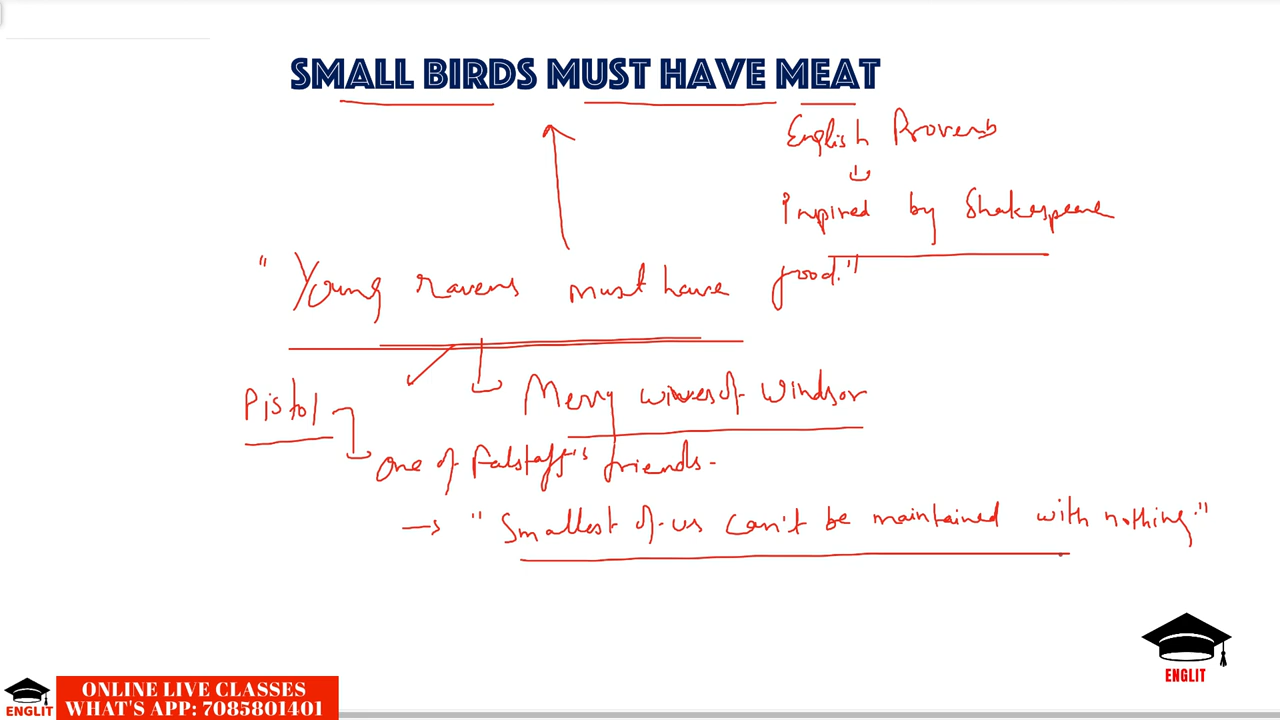 SMALL BIRDS MUST HAVE MEAT
English Proverb
Inspired by Shakespeare
" Young ravens must have good."
Pistol
Merry wives of Windsor
one of Falstaff's friends.
→ " Smallest of us can't be maintained with nothing."
ENGLIT
ENGLIT
ONLINE LIVE CLASSES
WHAT'S APP: 7085801401